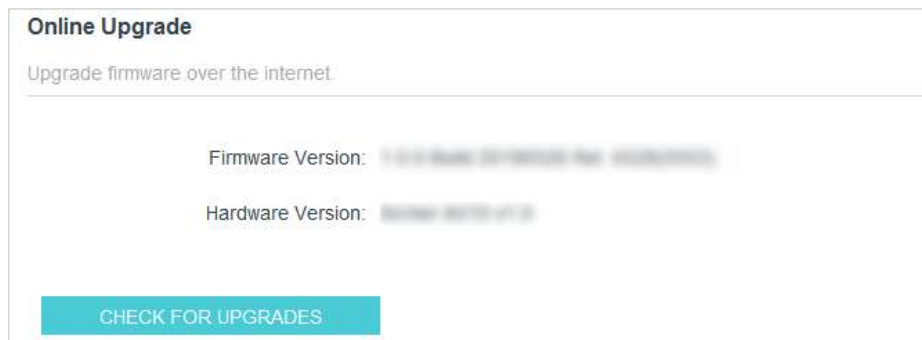 Online Upgrade
Upgrade firmware over the internet.
Firmware Version:
Hardware Version:
CHECK FOR UPGRADES